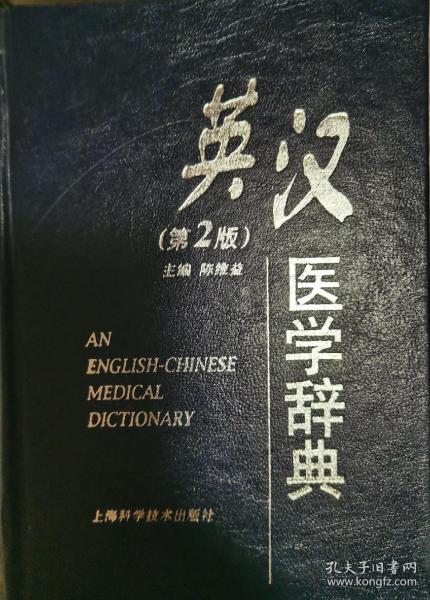 英汉
(第2版)
主编 陈维益
医学辞典
AN
ENGLISH-CHINESE
MEDICAL
DICTIONARY
上海科学技术出版社
孔夫子旧书网
www.kongfz.com